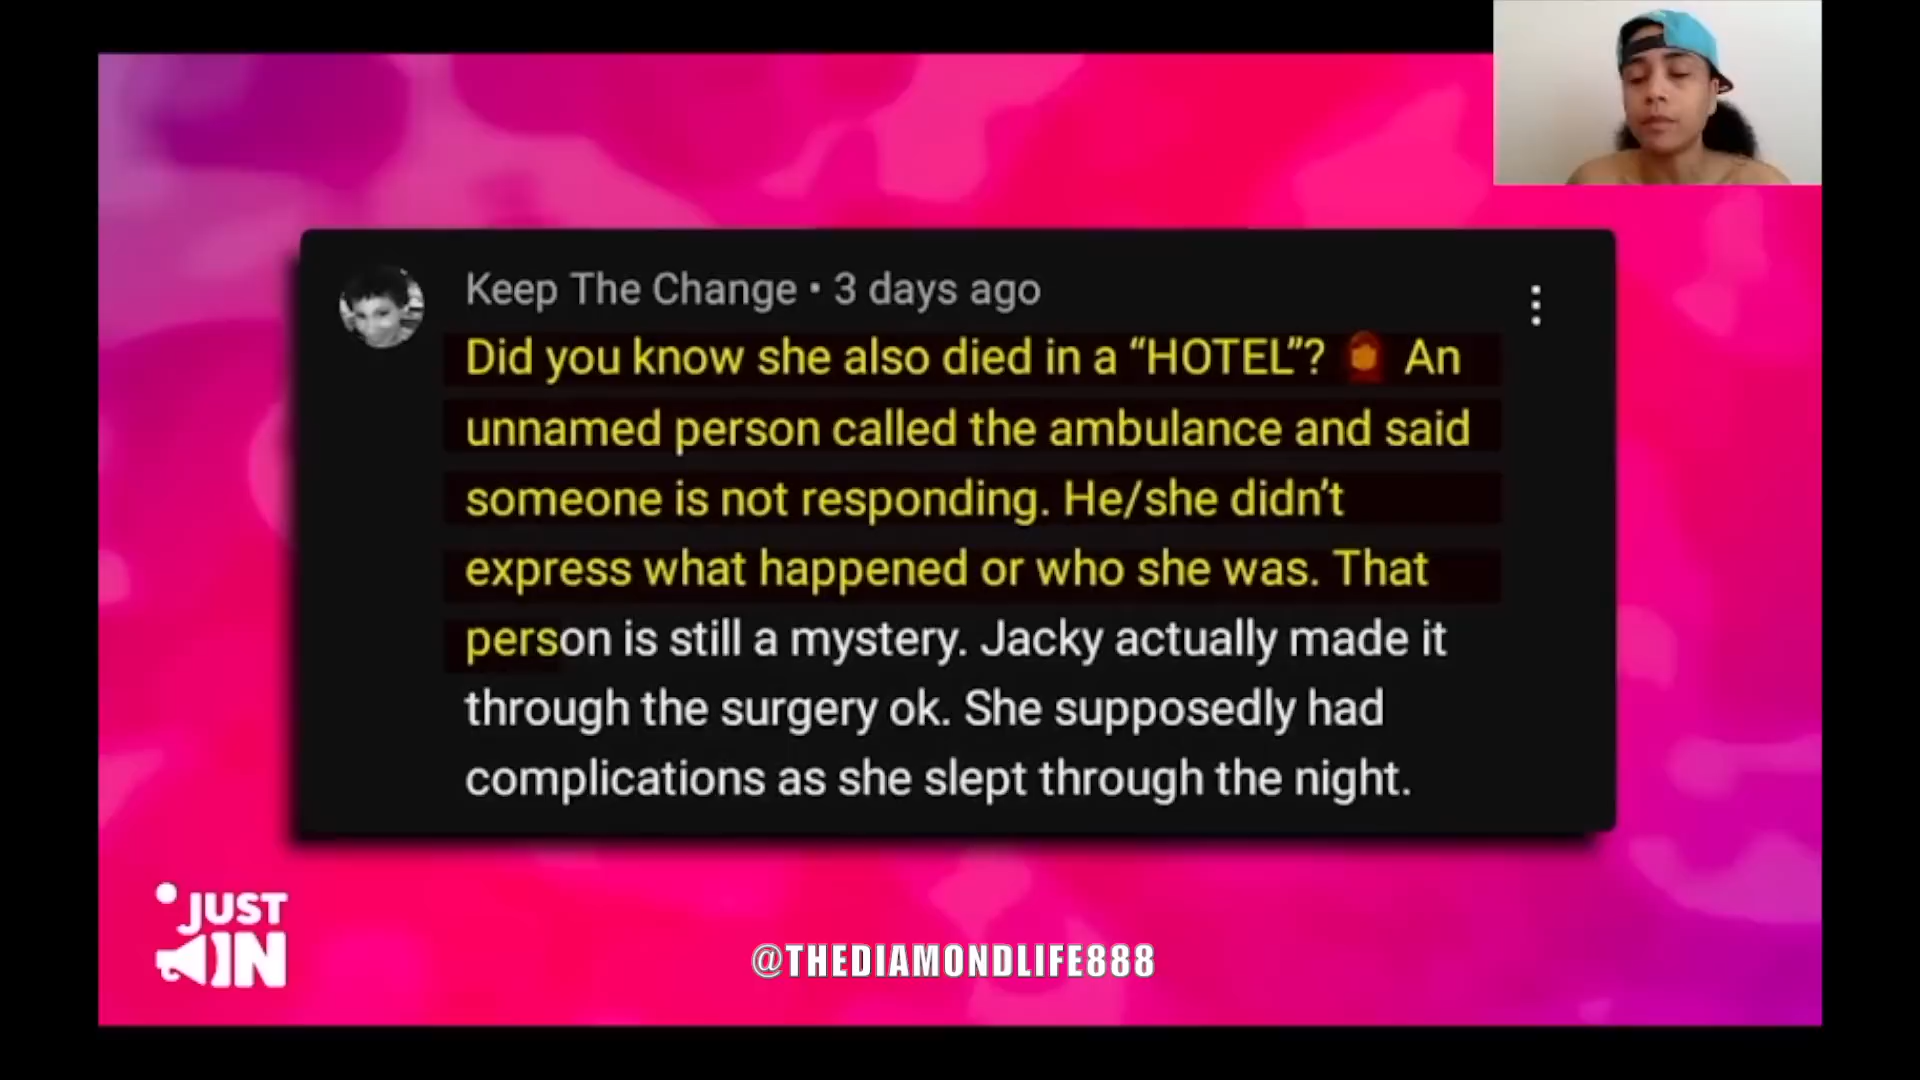 Keep The Change • 3 days ago
Did you know she also died in a “HOTEL”? An
unnamed person called the ambulance and said
someone is not responding. He/she didn’t
express what happened or who she was. That
person is still a mystery. Jacky actually made it
through the surgery ok. She supposedly had
complications as she slept through the night.
JUST
IN
@THEDIAMONDLIFE888